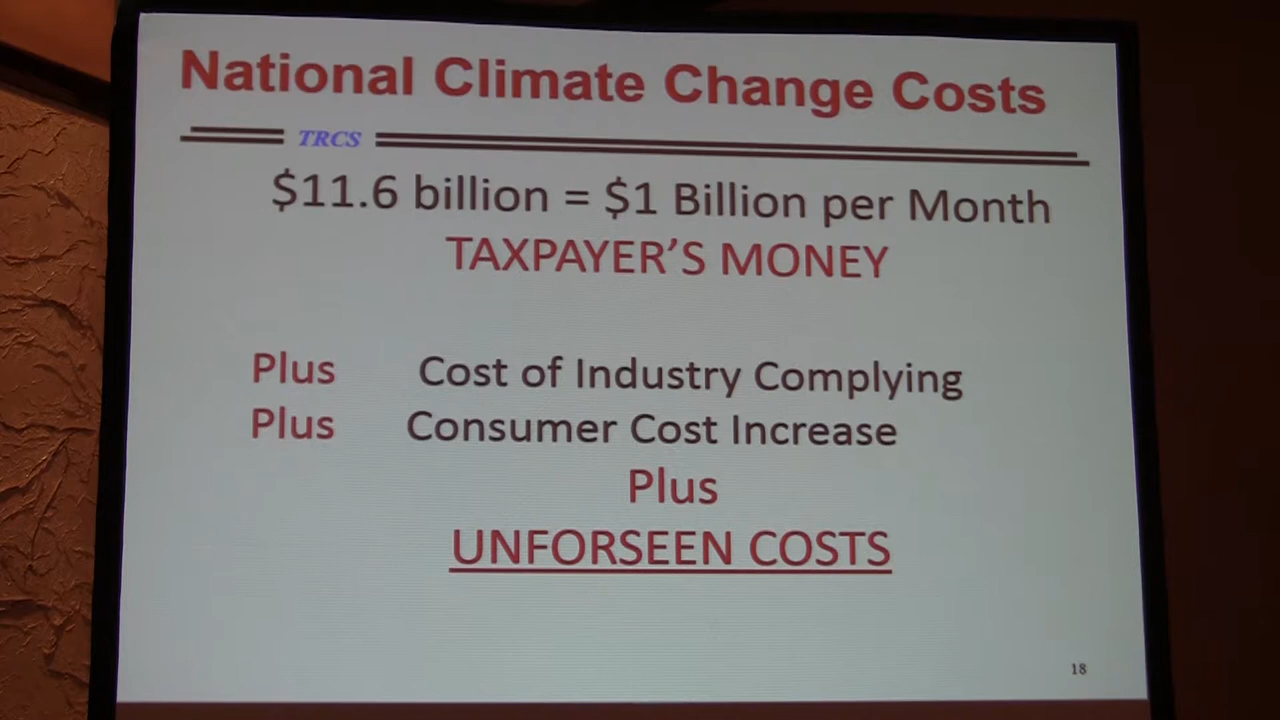 National Climate Change Costs
TRCS
$11.6 billion = $1 Billion per Month
TAXPAYER'S MONEY
Plus Cost of Industry Complying
Plus Consumer Cost Increase
Plus
UNFORSEEN COSTS
18